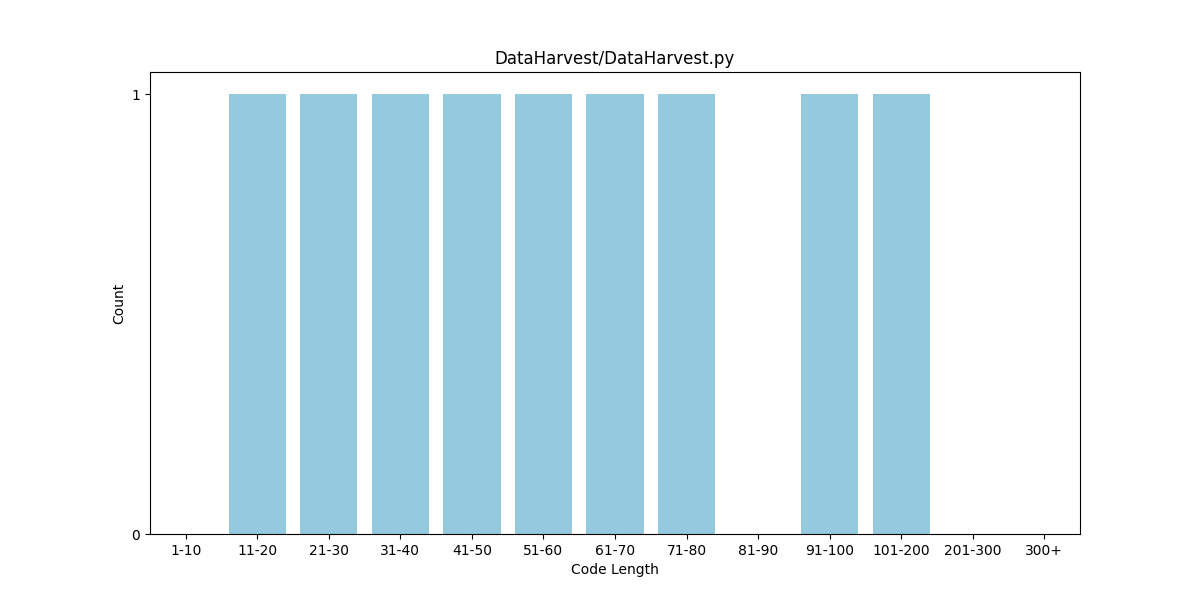 DataHarvest/DataHarvest.py
1
Count
0
1-10 11-20 21-30 31-40 41-50 51-60 61-70 71-80 81-90 91-100 101-200 201-300 300+
Code Length